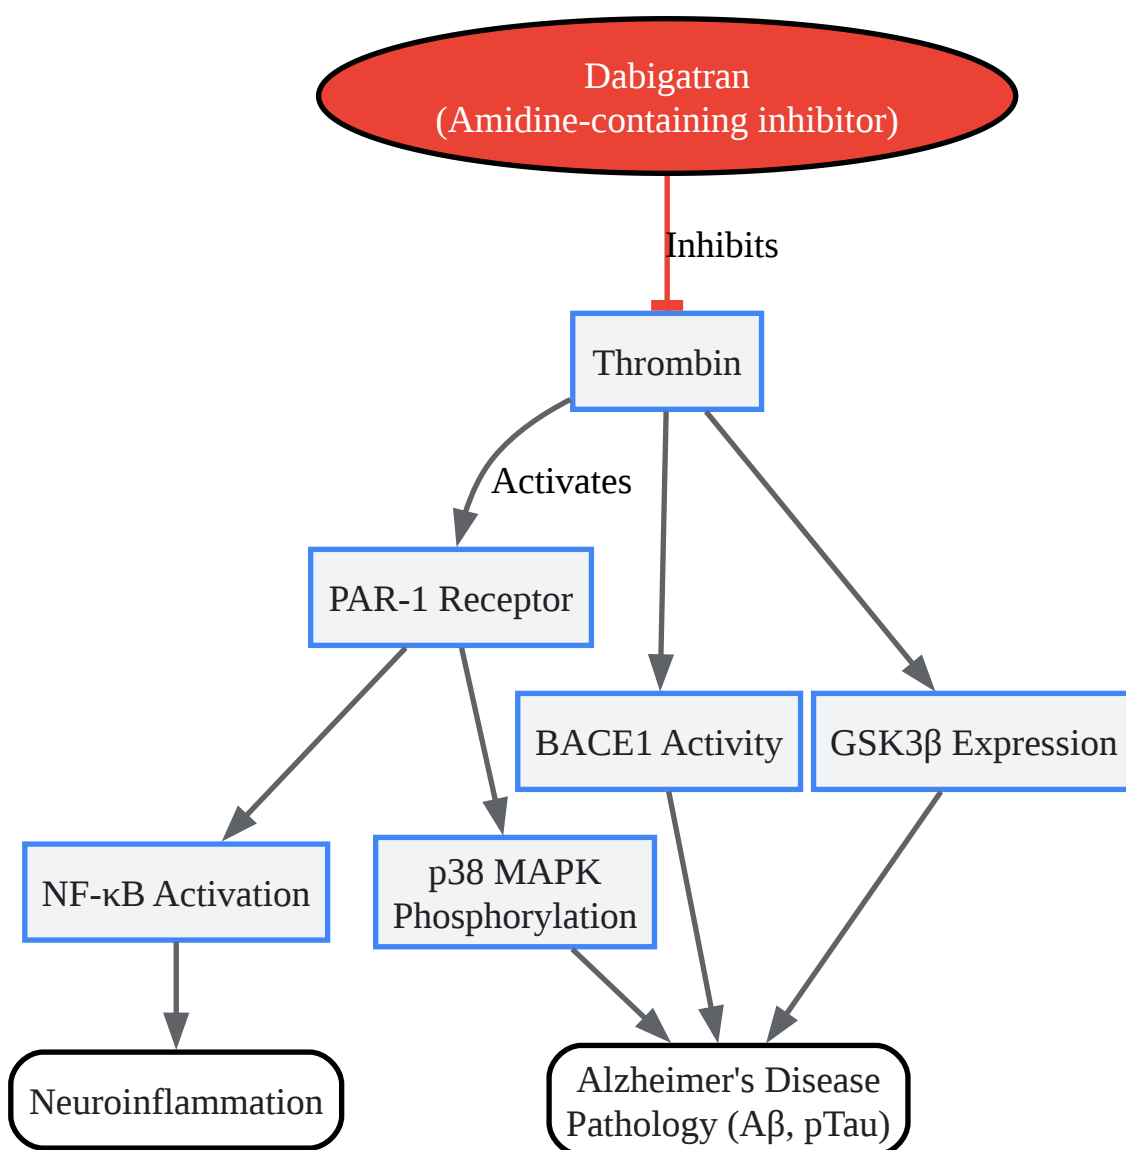 Dabigatran
(Amidine-containing inhibitor)
Inhibits
Thrombin
Activates
PAR-1 Receptor
BACE1 Activity
GSK3β Expression
NF-κB Activation
p38 MAPK
Phosphorylation
Neuroinflammation
Alzheimer's Disease
Pathology (Aβ, pTau)